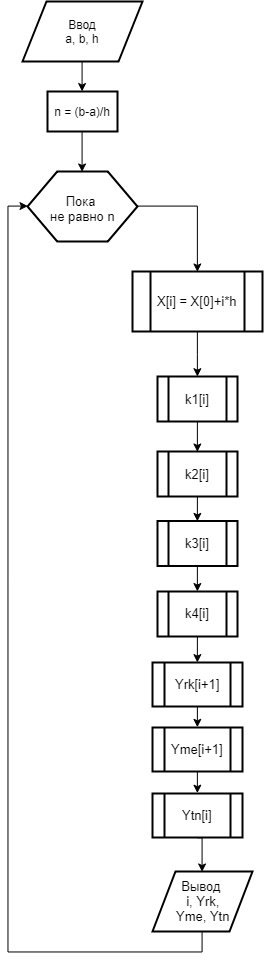 Ввод
a, b, h
n = (b-a)/h
Пока
не равно n
X[i] = X[0]+i*h
k1[i]
k2[i]
k3[i]
k4[i]
Yrk[i+1]
Yme[i+1]
Ytn[i]
Вывод
i, Yrk,
Yme, Ytn